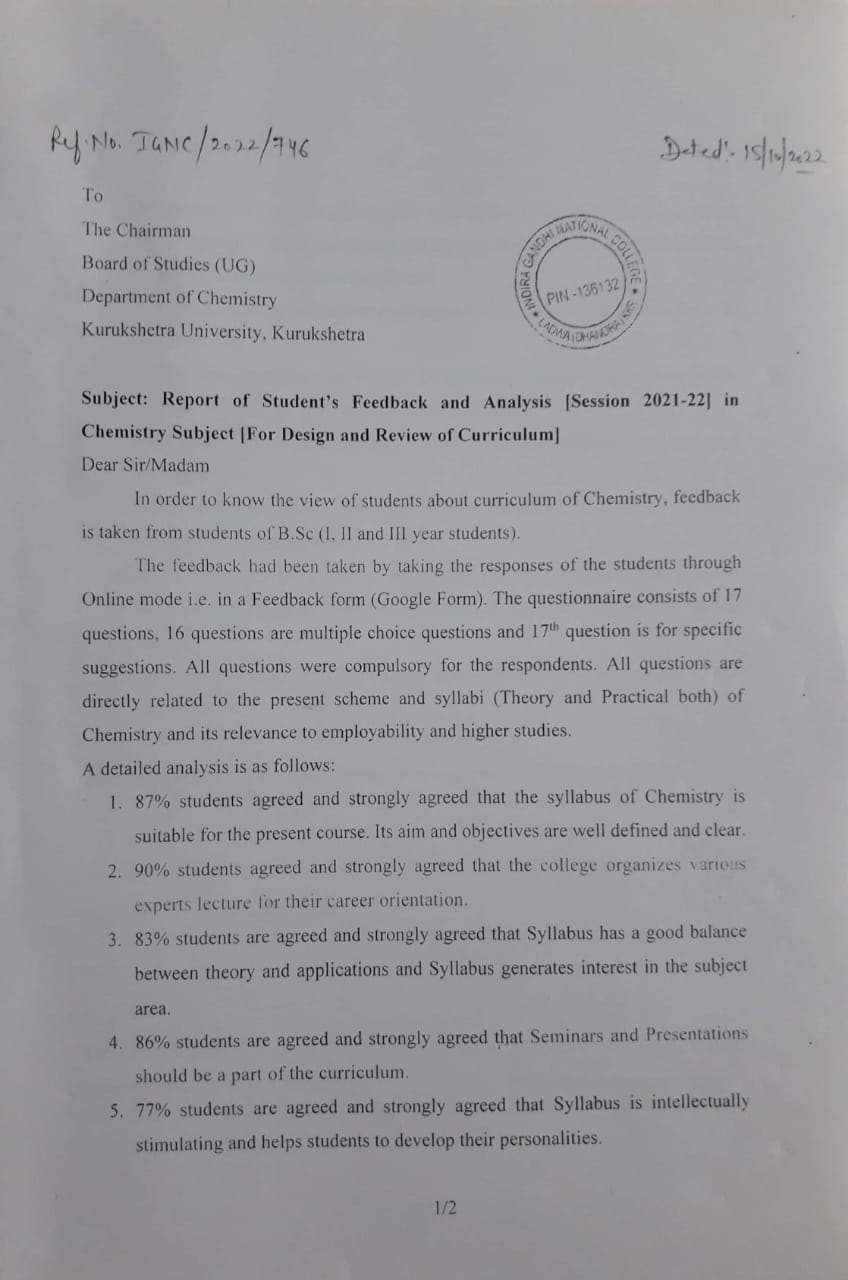 Ref. No. IGNC/2022/746
Dated:- 15/10/2022
To
The Chairman
Board of Studies (UG)
Department of Chemistry
Kurukshetra University, Kurukshetra
INDIRA GANDHI NATIONAL COLLEGE
PIN-136132
LADWA (DHANORA) KKR
Subject: Report of Student's Feedback and Analysis [Session 2021-22] in
Chemistry Subject [For Design and Review of Curriculum]
Dear Sir/Madam
In order to know the view of students about curriculum of Chemistry, feedback
is taken from students of B.Sc (I, II and III year students).
The feedback had been taken by taking the responses of the students through
Online mode i.e. in a Feedback form (Google Form). The questionnaire consists of 17
questions, 16 questions are multiple choice questions and 17th question is for specific
suggestions. All questions were compulsory for the respondents. All questions are
directly related to the present scheme and syllabi (Theory and Practical both) of
Chemistry and its relevance to employability and higher studies.
A detailed analysis is as follows:
1. 87% students agreed and strongly agreed that the syllabus of Chemistry is
suitable for the present course. Its aim and objectives are well defined and clear.
2. 90% students agreed and strongly agreed that the college organizes various
experts lecture for their career orientation.
3. 83% students are agreed and strongly agreed that Syllabus has a good balance
between theory and applications and Syllabus generates interest in the subject
area.
4. 86% students are agreed and strongly agreed that Seminars and Presentations
should be a part of the curriculum.
5. 77% students are agreed and strongly agreed that Syllabus is intellectually
stimulating and helps students to develop their personalities.
1/2